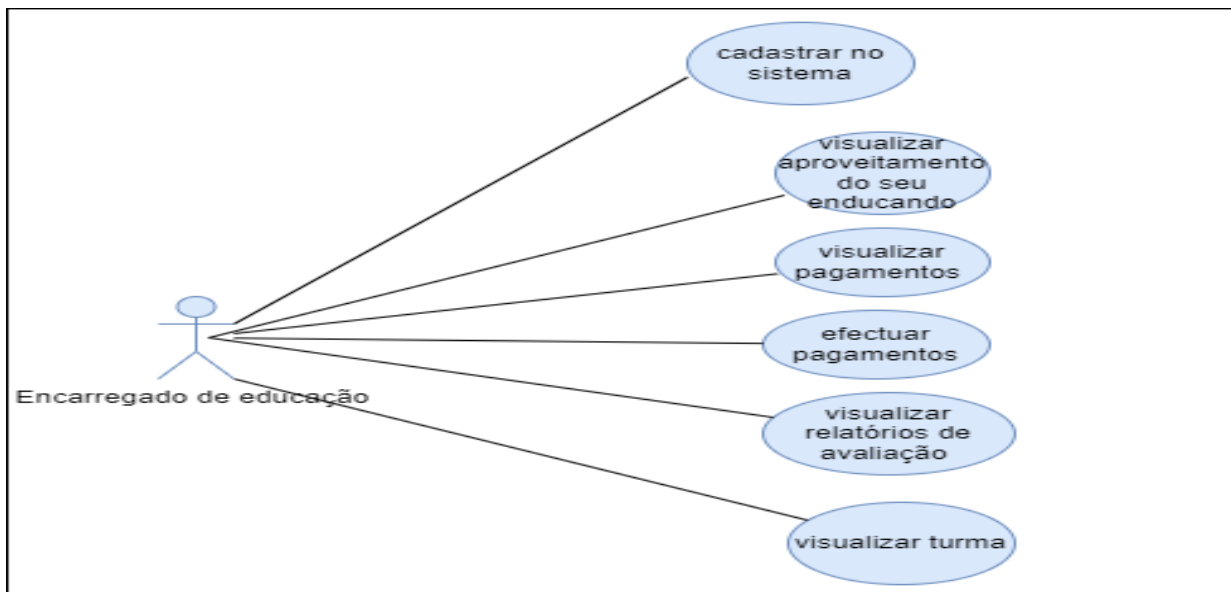 cadastrar no
sistema
visualizar
aproveitamento
do seu
enducando
visualizar
pagamentos
efectuar
pagamentos
Encarregado de educação
visualizar
relatórios de
avaliação
visualizar turma